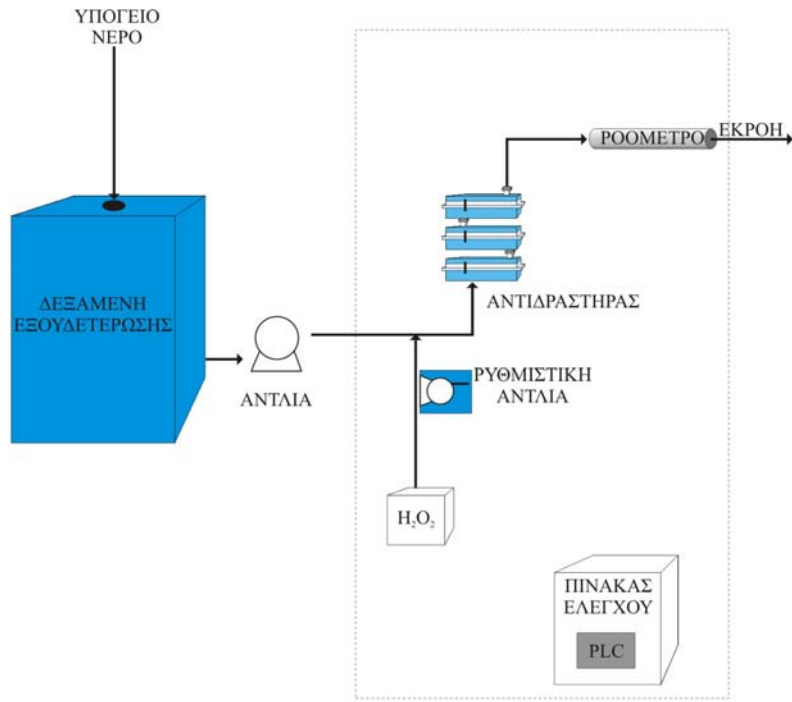 ΥΠΟΓΕΙΟ
ΝΕΡΟ
ΡΟΟΜΕΤΡΟ
ΕΚΡΟΗ
ΔΕΞΑΜΕΝΗ
ΕΞΟΥΔΕΤΕΡΩΣΗΣ
ΑΝΤΙΔΡΑΣΤΗΡΑΣ
ΑΝΤΛΙΑ
ΡΥΘΜΙΣΤΙΚΗ
ΑΝΤΛΙΑ
H₂O₂
ΠΙΝΑΚΑΣ
ΕΛΕΓΧΟΥ
PLC